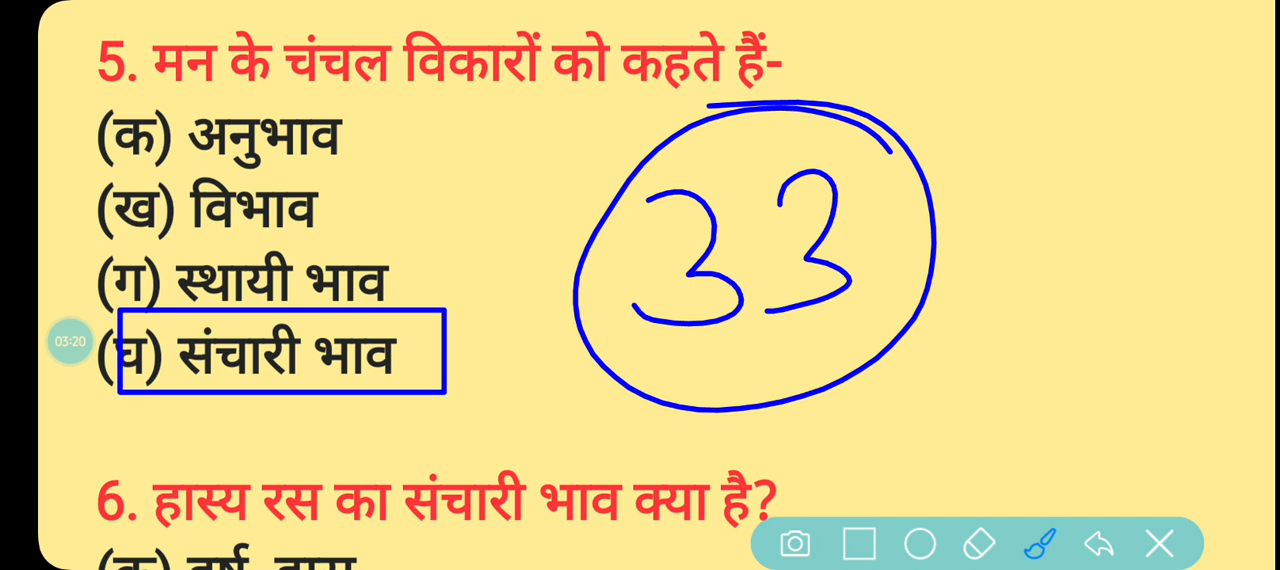 5. मन के चंचल विकारों को कहते हैं-
(क) अनुभाव
(ख) विभाव
33
(ग) स्थायी भाव
03:20
(घ) संचारी भाव
6. हास्य रस का संचारी भाव क्या है?